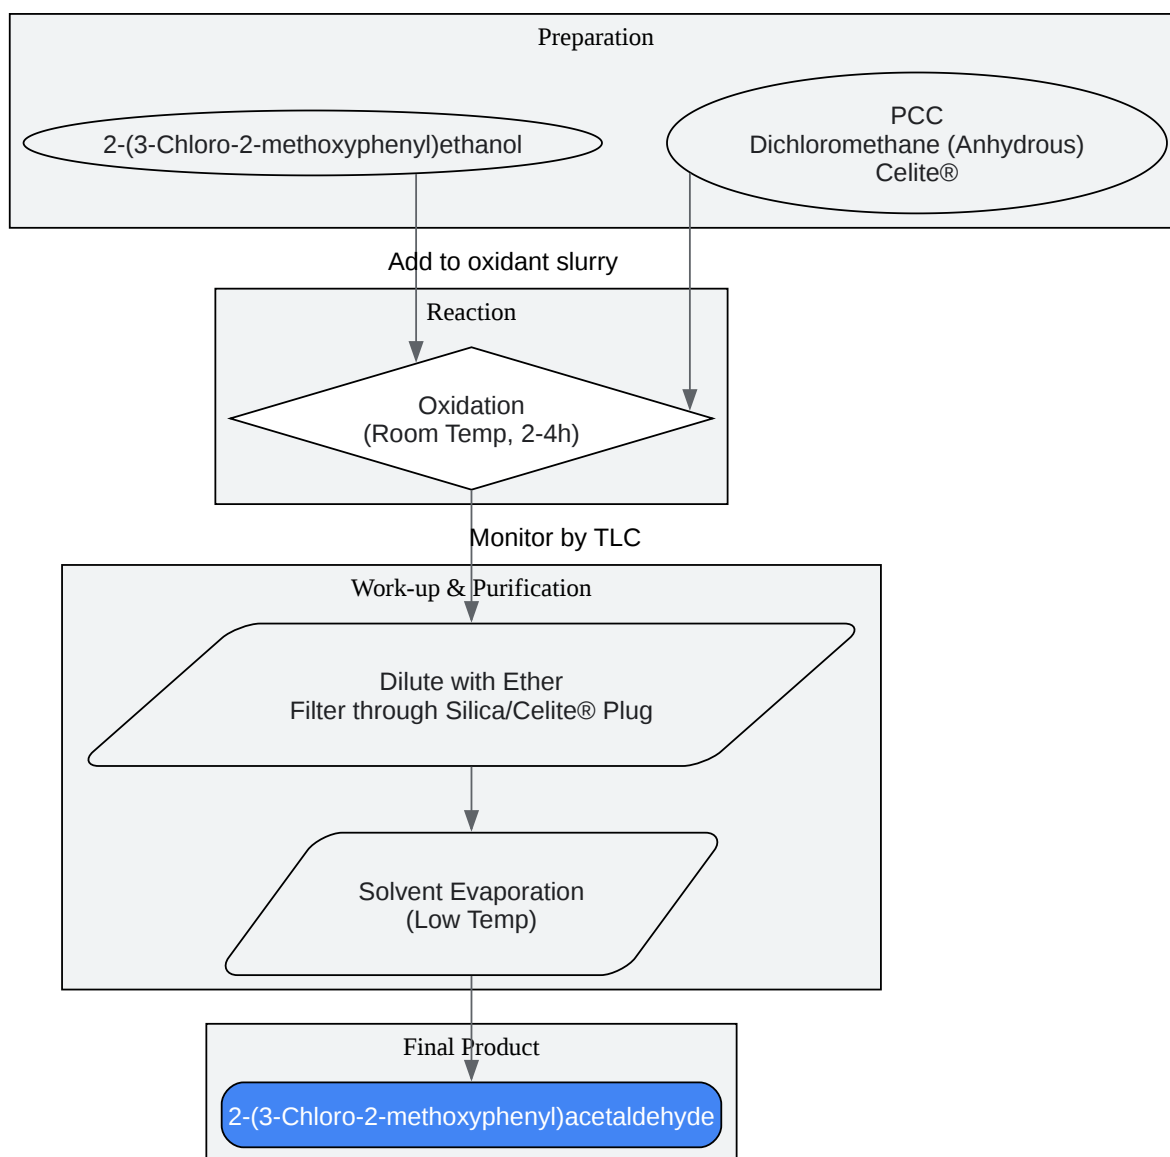 Preparation
2-(3-Chloro-2-methoxyphenyl)ethanol
PCC
Dichloromethane (Anhydrous)
Celite®
Add to oxidant slurry
Reaction
Oxidation
(Room Temp, 2-4h)
Monitor by TLC
Work-up & Purification
Dilute with Ether
Filter through Silica/Celite® Plug
Solvent Evaporation
(Low Temp)
Final Product
2-(3-Chloro-2-methoxyphenyl)acetaldehyde